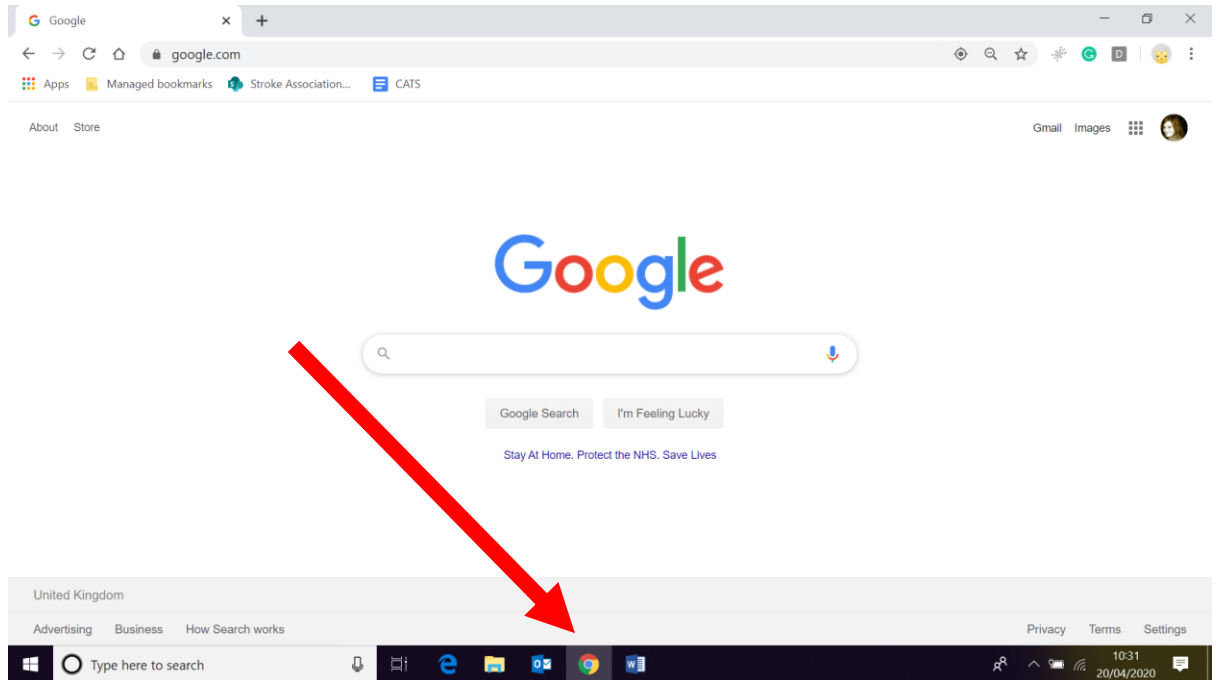 Google
google.com
Apps Managed bookmarks Stroke Association... CATS
About Store Gmail Images
Google
Google Search I'm Feeling Lucky
Stay At Home. Protect the NHS. Save Lives
United Kingdom
Advertising Business How Search works Privacy Terms Settings
Type here to search
10:31
20/04/2020